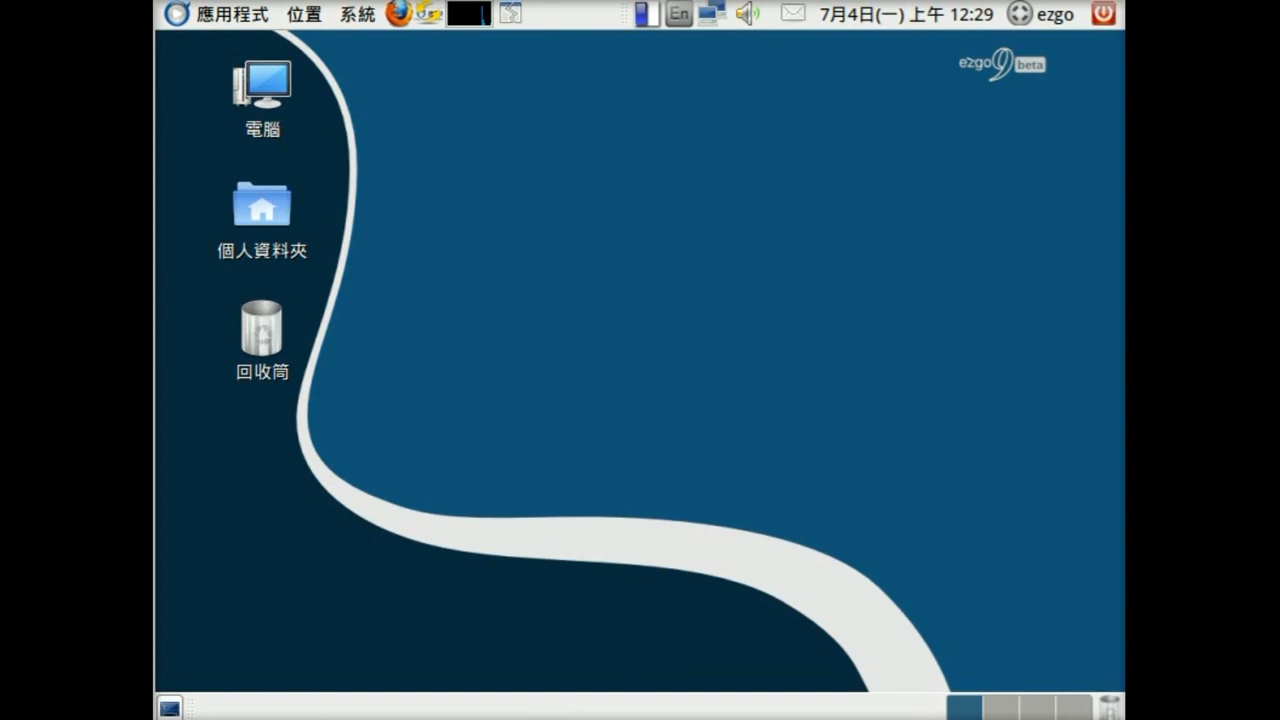 應用程式 位置 系統 En 7月4日(一) 上午 12:29 ezgo
ezgo9 beta
電腦
個人資料夾
回收筒